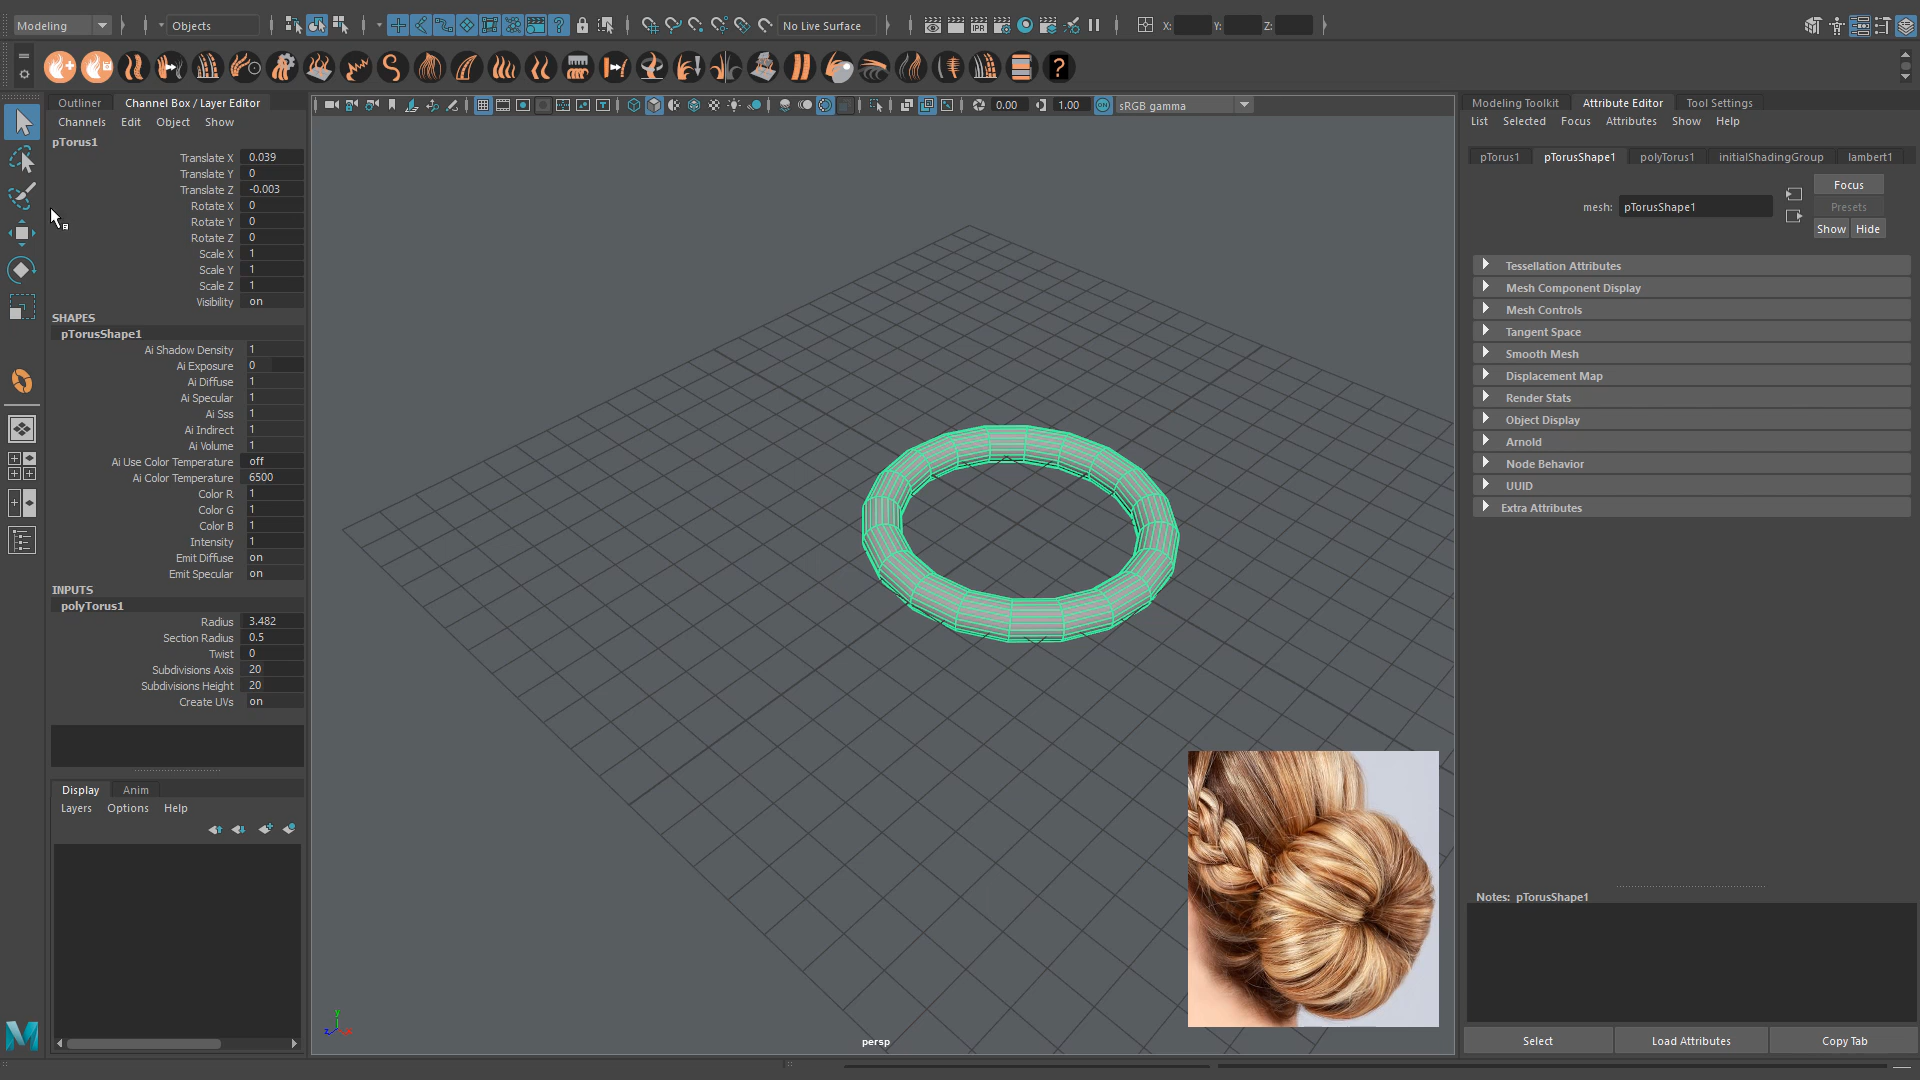 Modeling
Objects
No Live Surface
X:
Y:
Z:
IPR
?
Outliner
Channel Box / Layer Editor
Channels Edit Object Show
pTorus1
Translate X 0.039
Translate Y 0
Translate Z -0.003
Rotate X 0
Rotate Y 0
Rotate Z 0
Scale X 1
Scale Y 1
Scale Z 1
Visibility on
SHAPES
pTorusShape1
Ai Shadow Density 1
Ai Exposure 0
Ai Diffuse 1
Ai Specular 1
Ai Sss 1
Ai Indirect 1
Ai Volume 1
Ai Use Color Temperature off
Ai Color Temperature 6500
Color R 1
Color G 1
Color B 1
Intensity 1
Emit Diffuse on
Emit Specular on
INPUTS
polyTorus1
Radius 3.482
Section Radius 0.5
Twist 0
Subdivisions Axis 20
Subdivisions Height 20
Create UVs on
Display Anim
Layers Options Help
0.00
1.00
ON
sRGB gamma
persp
y
z
x
Modeling Toolkit Attribute Editor Tool Settings
List Selected Focus Attributes Show Help
pTorus1 pTorusShape1 polyTorus1 initialShadingGroup lambert1
mesh: pTorusShape1
Focus
Presets
Show Hide
Tessellation Attributes
Mesh Component Display
Mesh Controls
Tangent Space
Smooth Mesh
Displacement Map
Render Stats
Object Display
Arnold
Node Behavior
UUID
Extra Attributes
Notes: pTorusShape1
Select Load Attributes Copy Tab